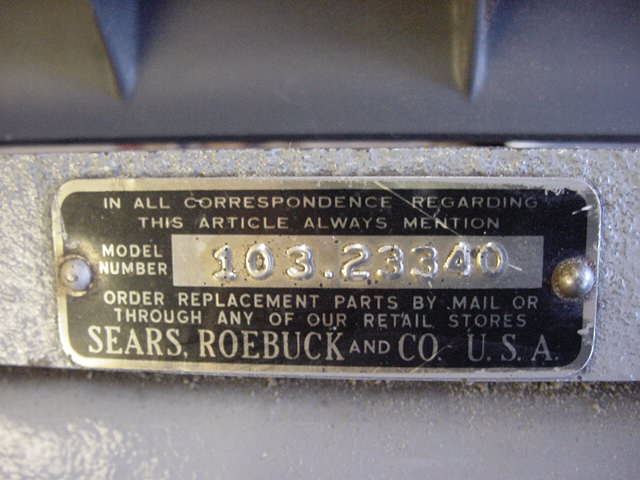 IN ALL CORRESPONDENCE REGARDING
THIS ARTICLE ALWAYS MENTION
MODEL NUMBER 103.23340
ORDER REPLACEMENT PARTS BY MAIL OR
THROUGH ANY OF OUR RETAIL STORES
SEARS, ROEBUCK AND CO. U.S.A.